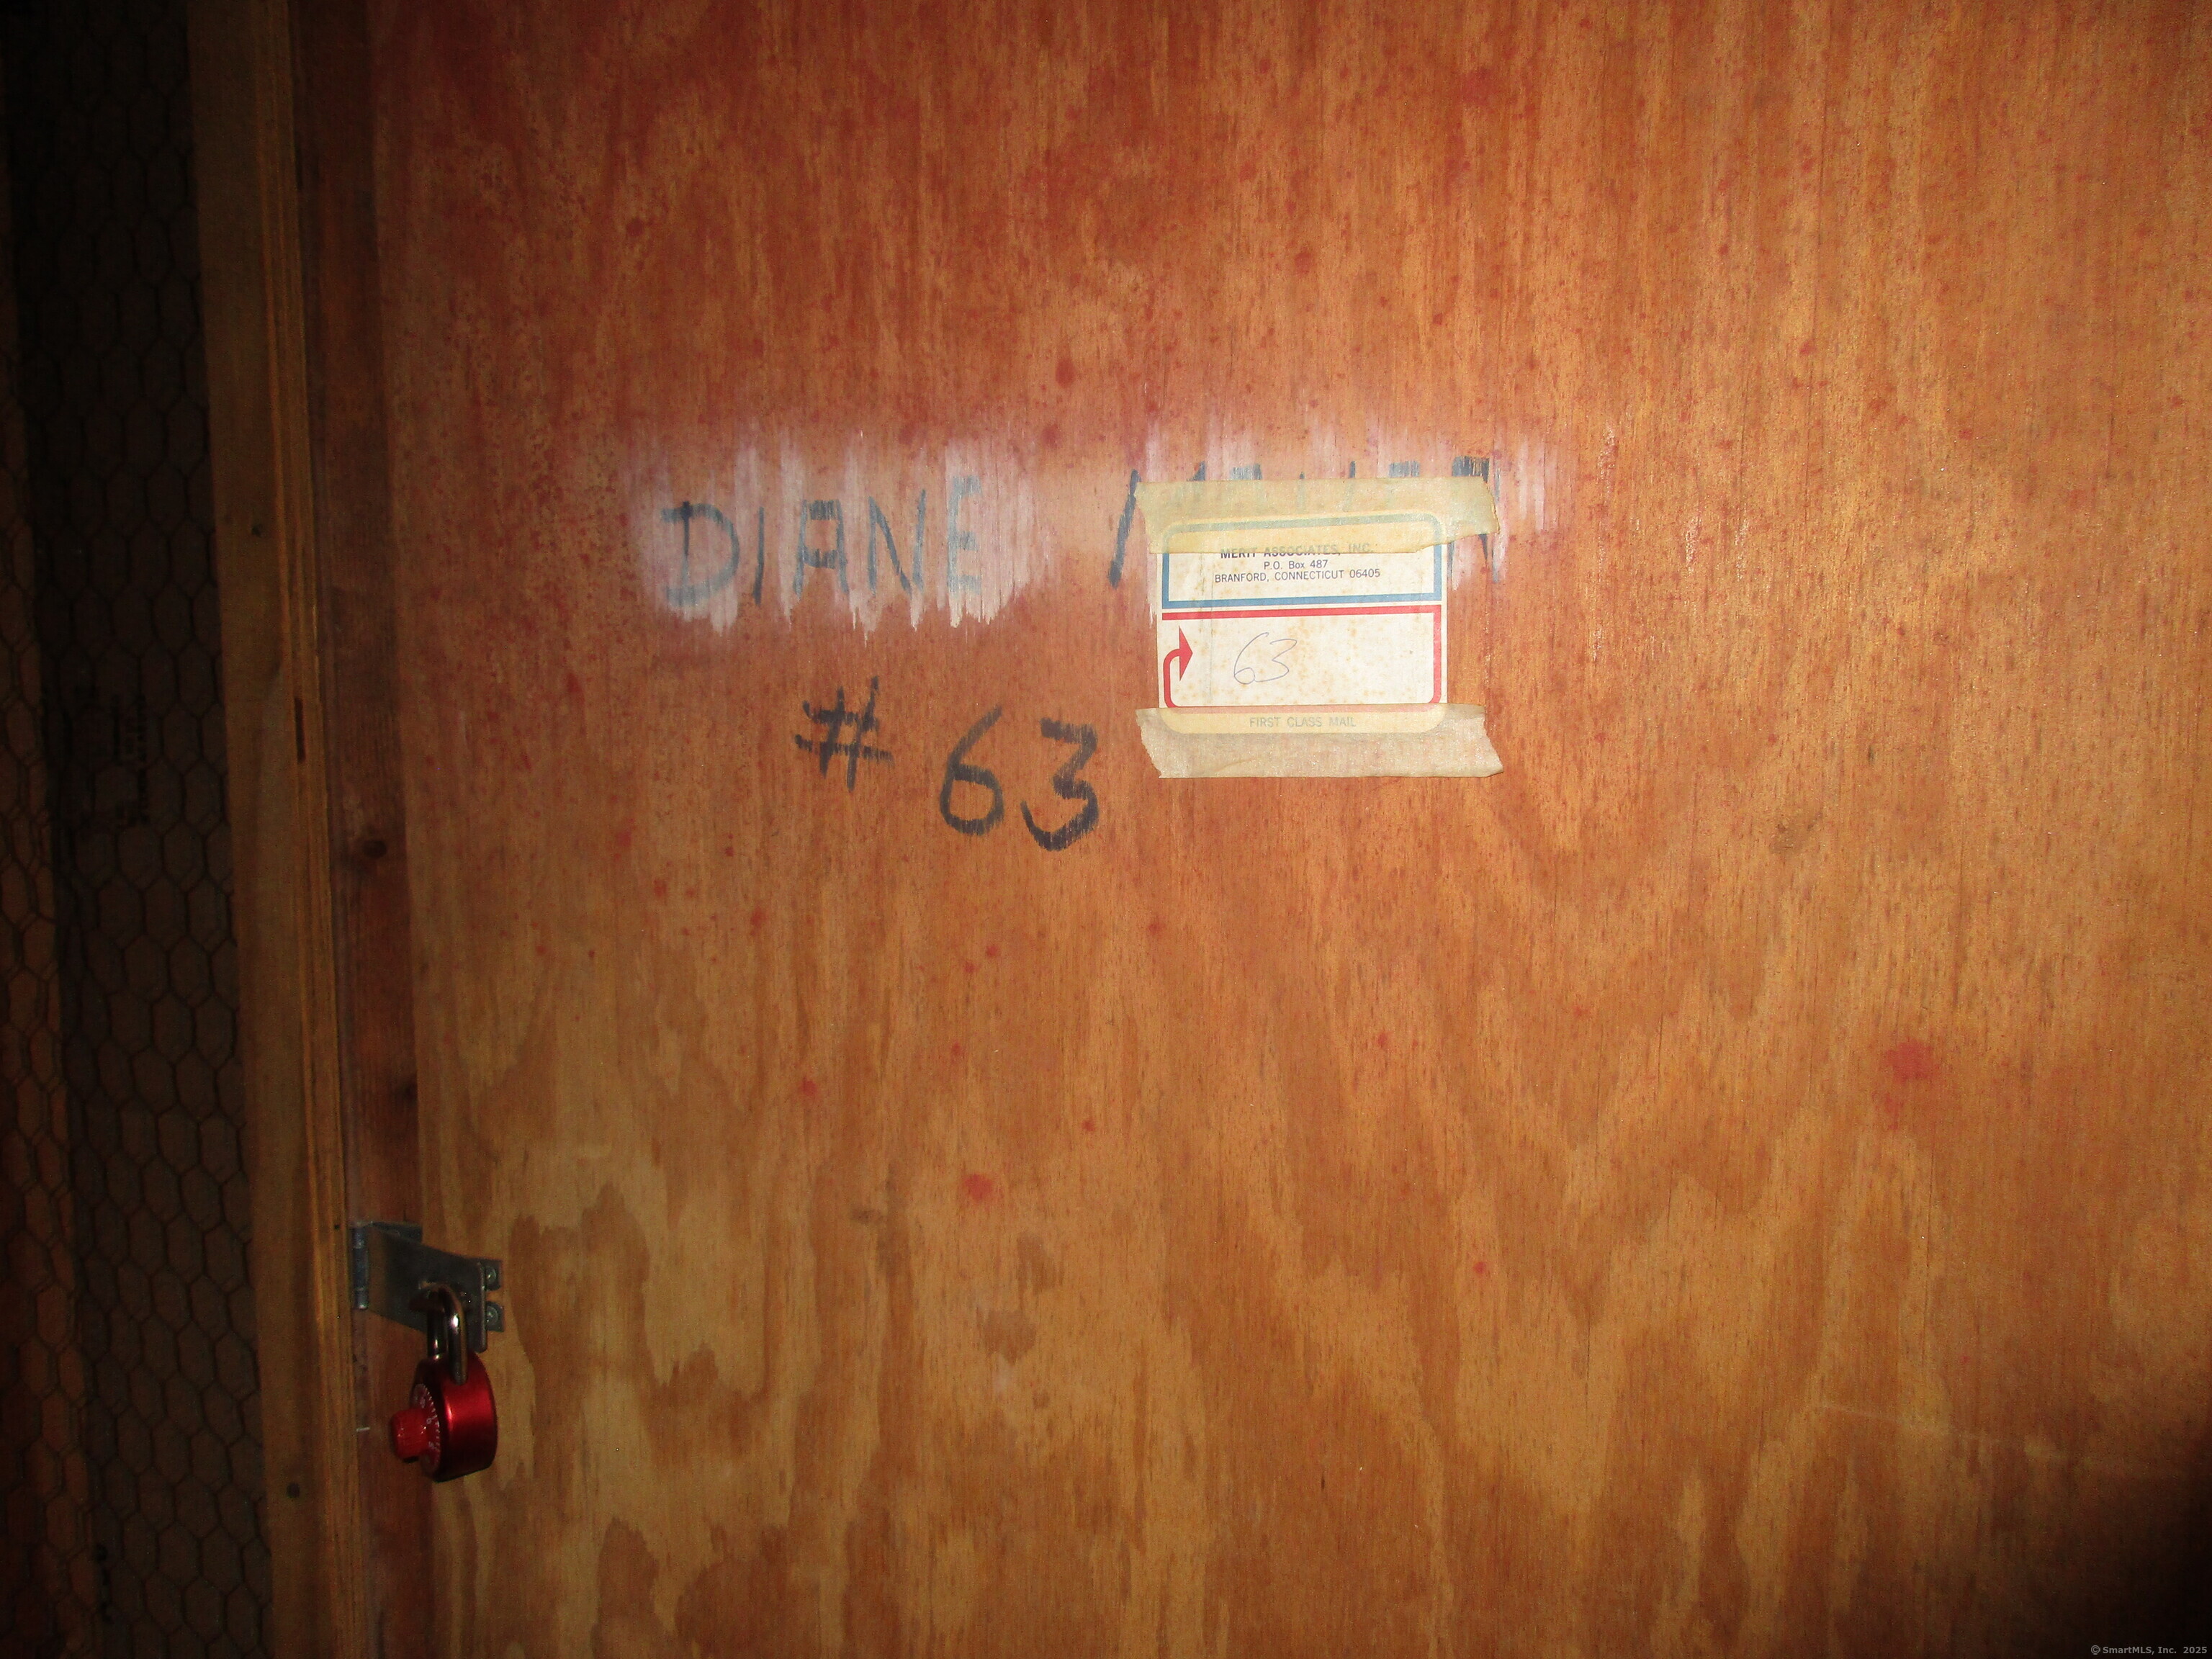 DIANE
MERIT ASSOCIATES, INC.
P.O. Box 487
BRANFORD, CONNECTICUT 06405
63
FIRST CLASS MAIL
# 63
© SmartMLS, Inc. 2025